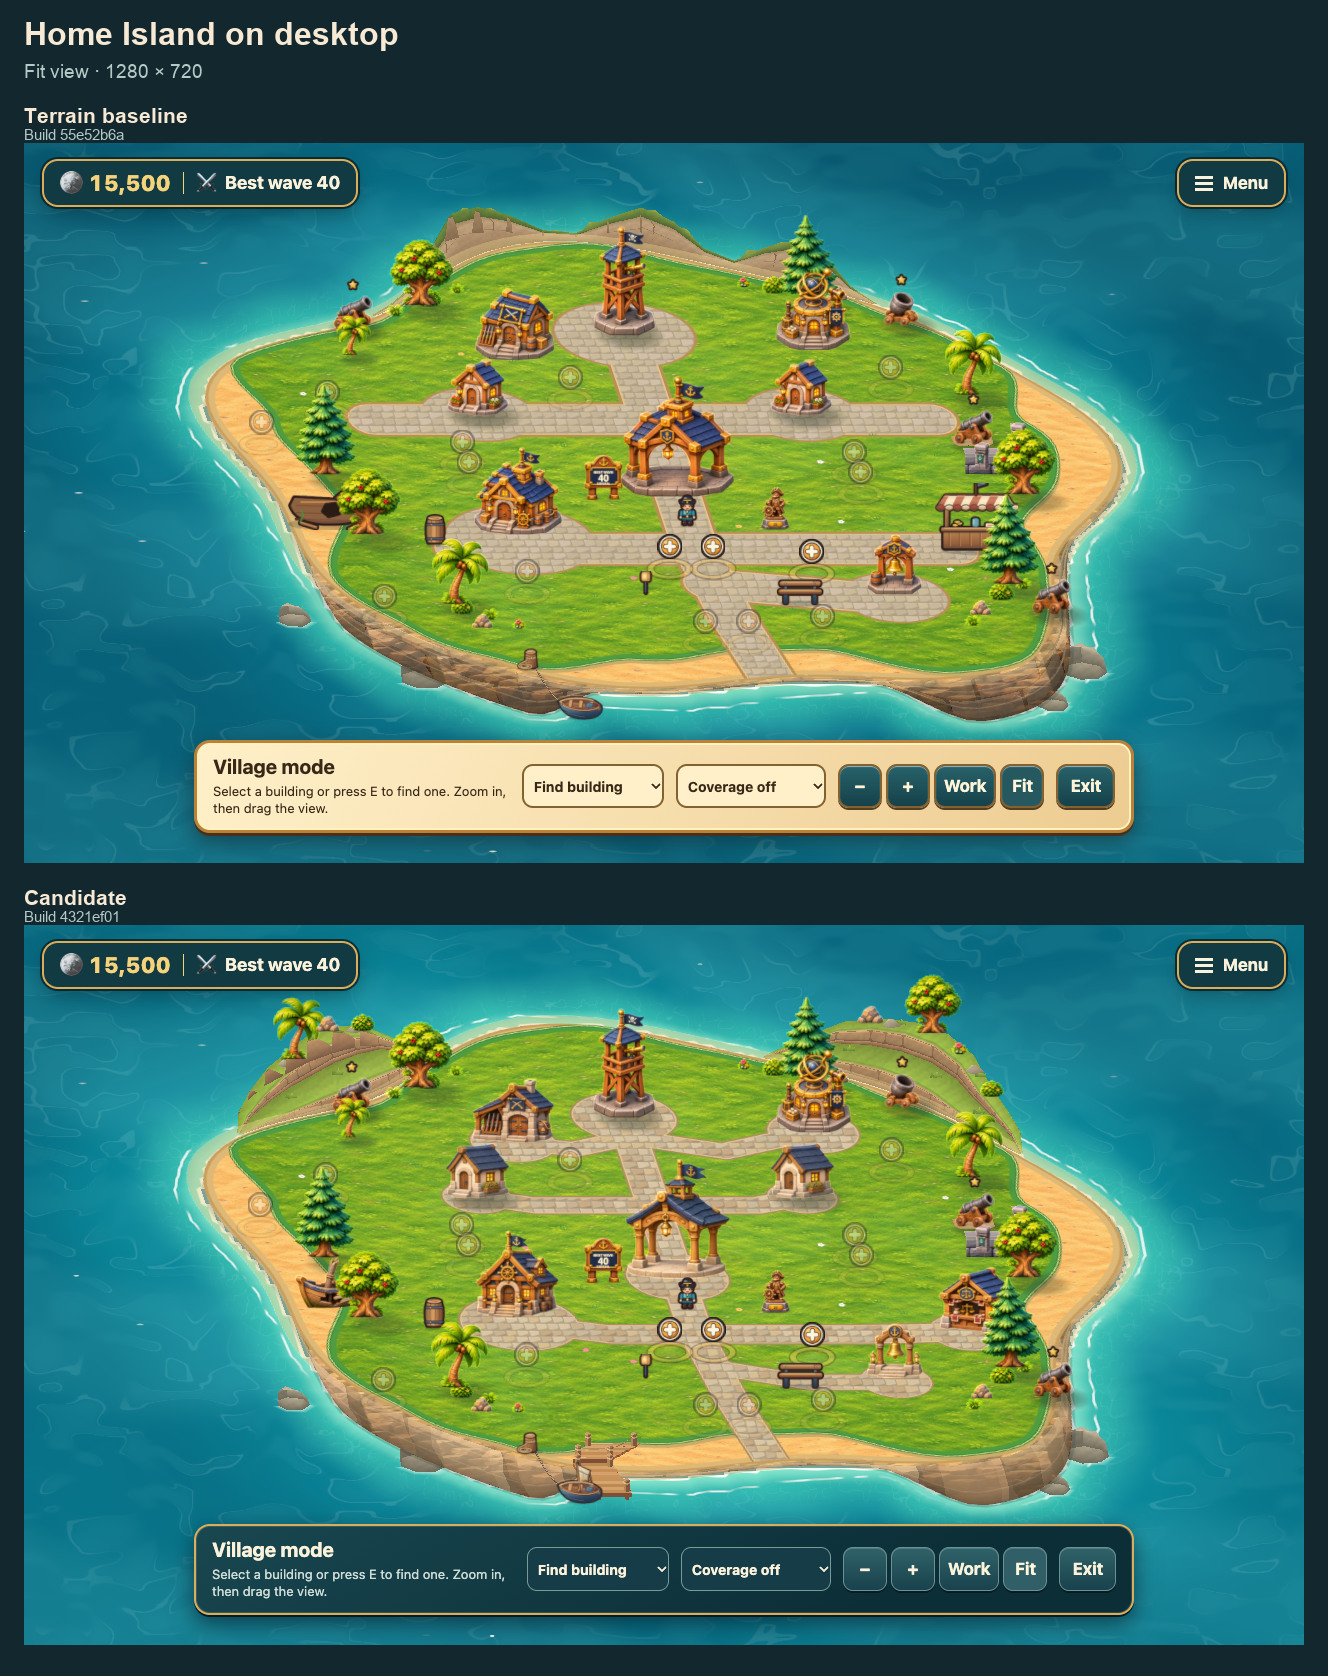 Home Island on desktop
Fit view · 1280 × 720
Terrain baseline
Build 55e52b6a
15,500 Best wave 40
Menu
40
Village mode
Select a building or press E to find one. Zoom in,
then drag the view.
Find building
Coverage off
− + Work Fit Exit
Candidate
Build 4321ef01
15,500 Best wave 40
Menu
40
Village mode
Select a building or press E to find one. Zoom in,
then drag the view.
Find building
Coverage off
− + Work Fit Exit